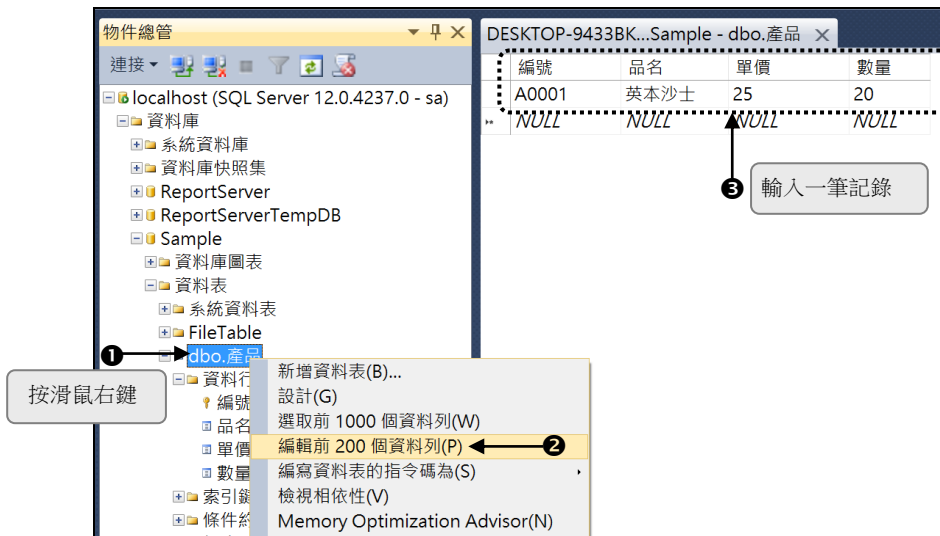 物件總管
連接
localhost (SQL Server 12.0.4237.0 - sa)
資料庫
系統資料庫
資料庫快照集
ReportServer
ReportServerTempDB
Sample
資料庫圖表
資料表
系統資料表
FileTable
❶
dbo.產品
按滑鼠右鍵
資料行
編號
品名
單價
數量
索引鍵
條件約
新增資料表(B)...
設計(G)
選取前 1000 個資料列(W)
編輯前 200 個資料列(P)
❷
編寫資料表的指令碼為(S)
檢視相依性(V)
Memory Optimization Advisor(N)
DESKTOP-9433BK...Sample - dbo.產品
編號 品名 單價 數量
A0001 英本沙士 25 20
NULL NULL NULL NULL
❸ 輸入一筆記錄